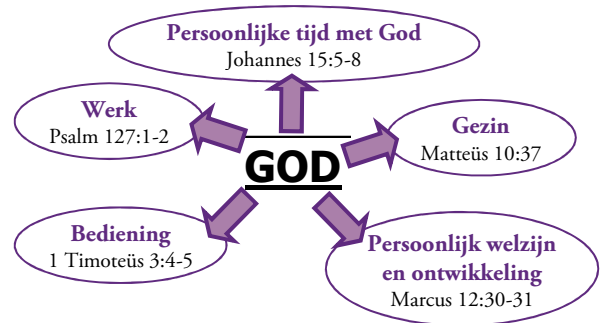 Persoonlijke tijd met God
Johannes 15:5-8
Werk
Psalm 127:1-2
Gezin
Matteüs 10:37
GOD
Bediening
1 Timoteüs 3:4-5
Persoonlijk welzijn
en ontwikkeling
Marcus 12:30-31